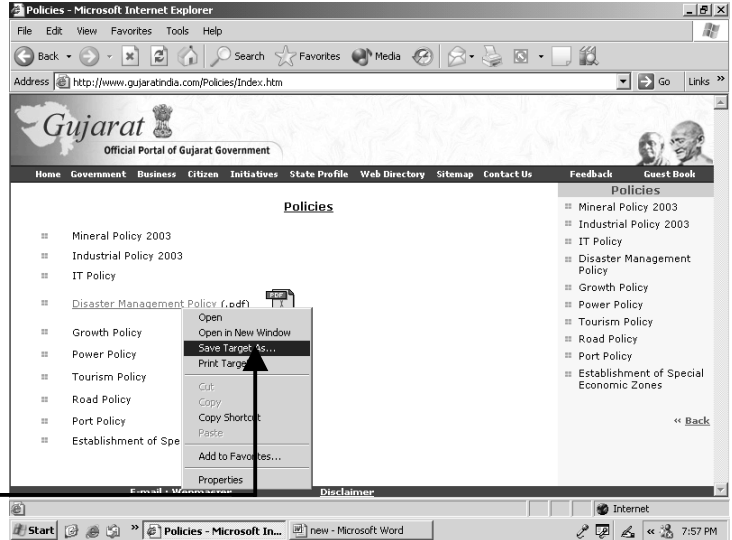 Policies - Microsoft Internet Explorer
File Edit View Favorites Tools Help
Back Search Favorites Media
Address http://www.gujaratindia.com/Policies/Index.htm Go Links »
Gujarat
Official Portal of Gujarat Government
Home Government Business Citizen Initiatives State Profile Web Directory Sitemap Contact Us Feedback Guest Book
Policies
Mineral Policy 2003
Industrial Policy 2003
IT Policy
Disaster Management Policy (.pdf) PDF
Growth Policy
Power Policy
Tourism Policy
Road Policy
Port Policy
Establishment of Spe
Open
Open in New Window
Save Target As...
Print Target
Cut
Copy
Copy Shortcut
Paste
Add to Favorites...
Properties
Policies
Mineral Policy 2003
Industrial Policy 2003
IT Policy
Disaster Management
Policy
Growth Policy
Power Policy
Tourism Policy
Road Policy
Port Policy
Establishment of Special
Economic Zones
‹‹ Back
E-mail : Webmaster Disclaimer
Internet
Start » Policies - Microsoft In... new - Microsoft Word « 7:57 PM